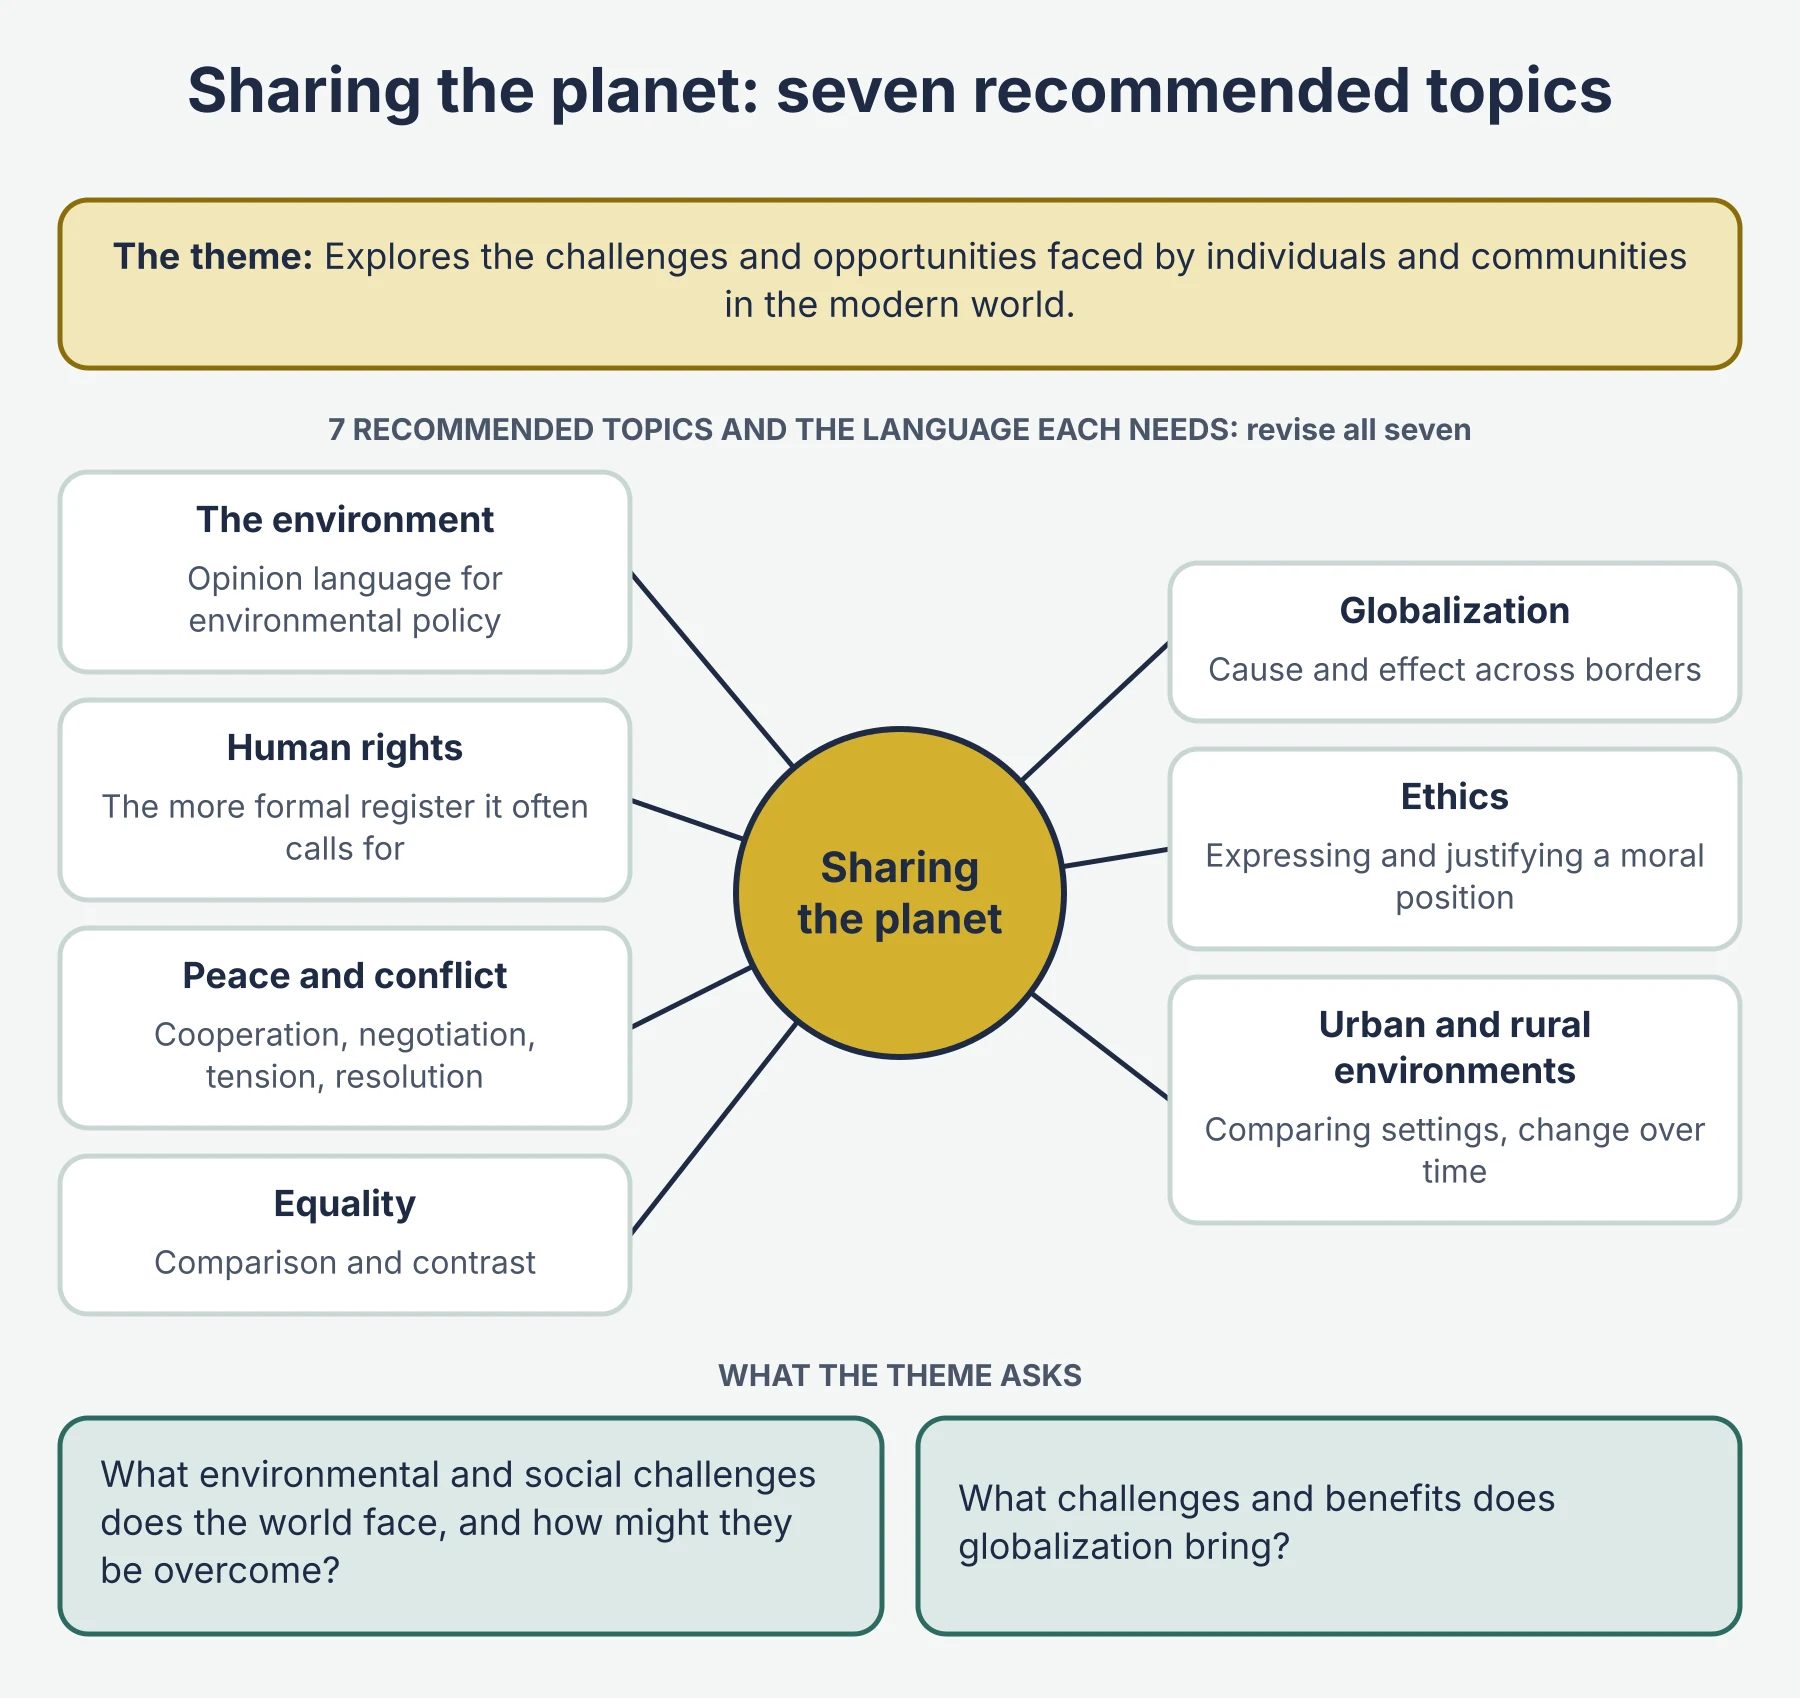 Sharing the planet: seven recommended topics
The theme: Explores the challenges and opportunities faced by individuals and communities
in the modern world.
7 RECOMMENDED TOPICS AND THE LANGUAGE EACH NEEDS: revise all seven
The environment
Opinion language for
environmental policy
Human rights
The more formal register it often
calls for
Peace and conflict
Cooperation, negotiation,
tension, resolution
Equality
Comparison and contrast
Sharing
the planet
Globalization
Cause and effect across borders
Ethics
Expressing and justifying a moral
position
Urban and rural
environments
Comparing settings, change over
time
WHAT THE THEME ASKS
What environmental and social challenges
does the world face, and how might they
be overcome?
What challenges and benefits does
globalization bring?